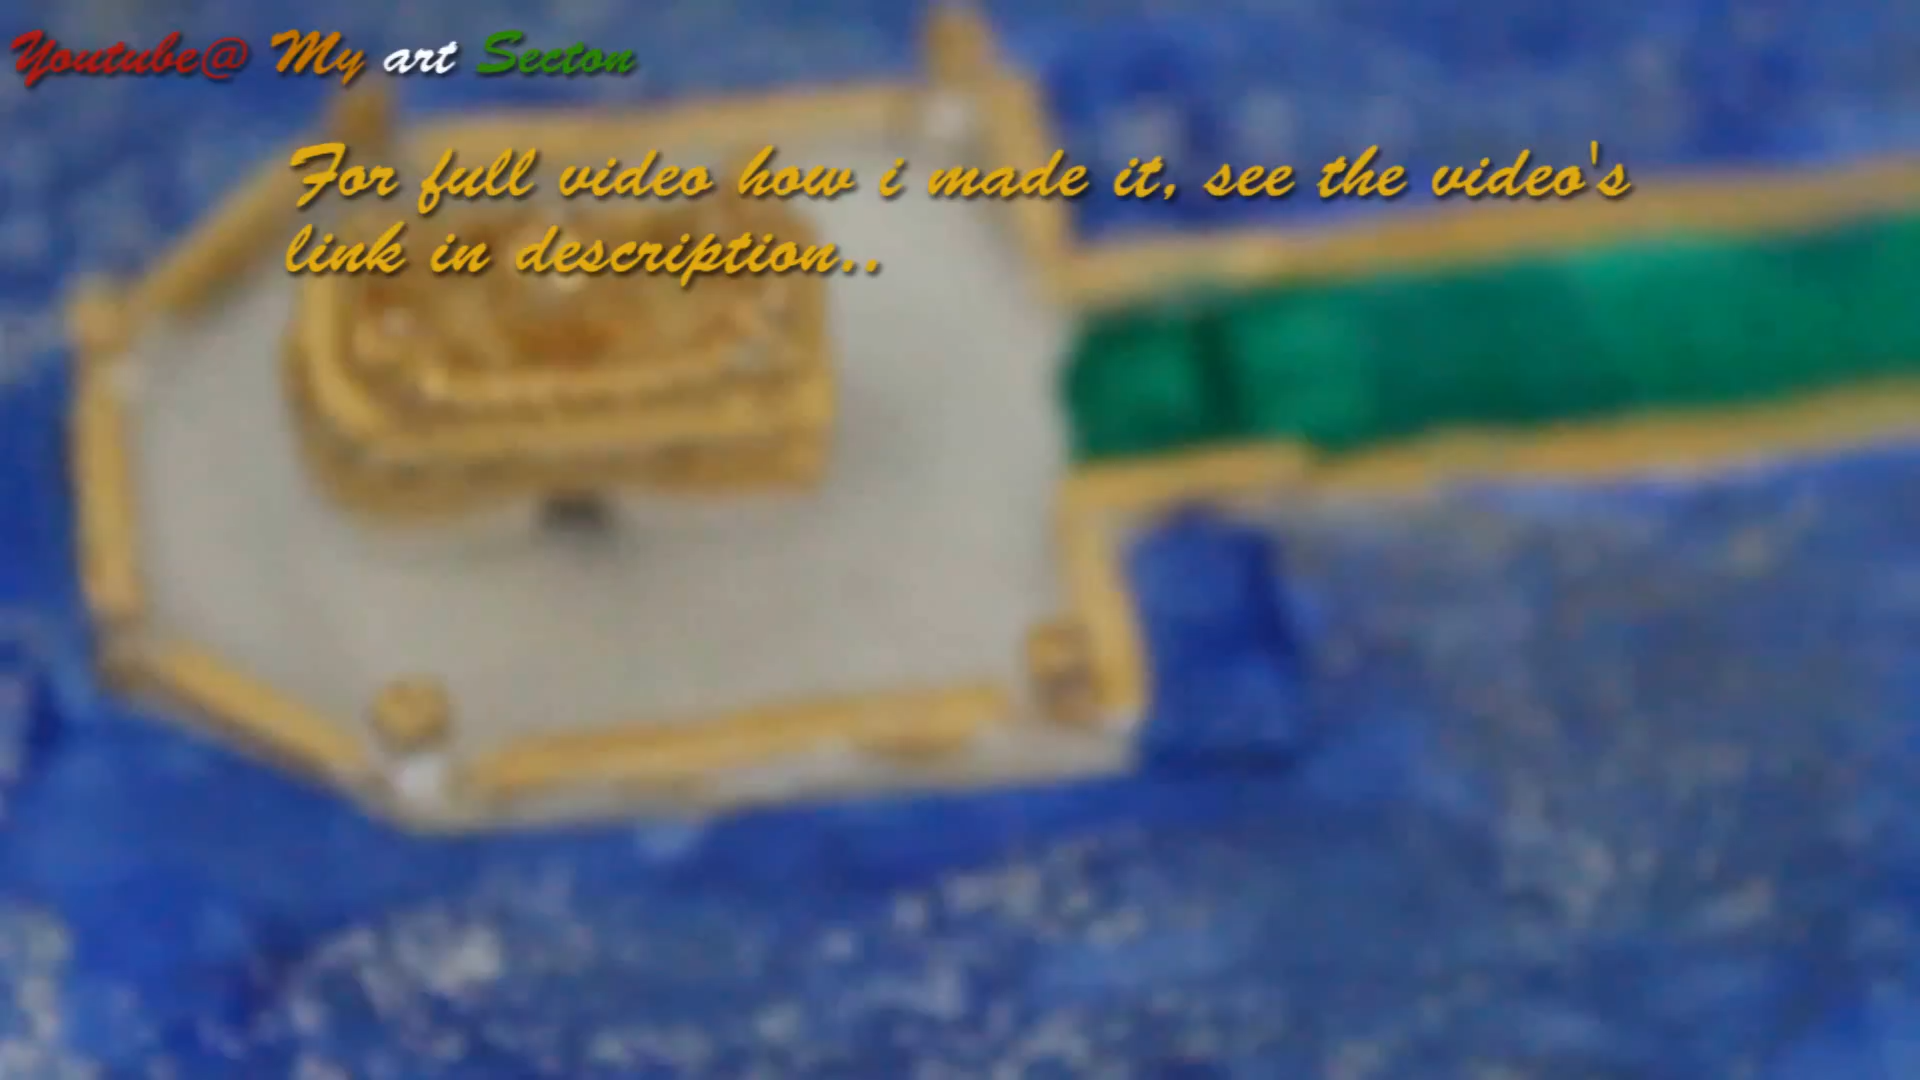 Youtube@ My art Secton
For full video how i made it, see the video's
link in description..